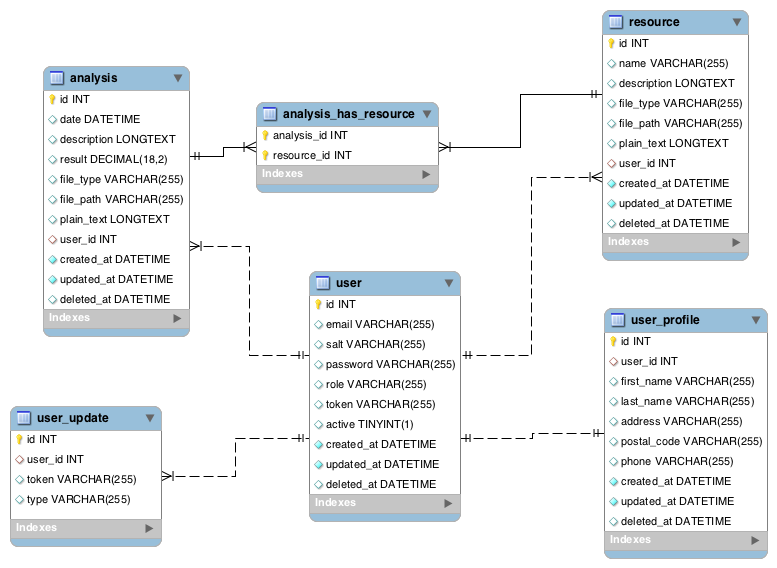 analysis
id INT
date DATETIME
description LONGTEXT
result DECIMAL(18,2)
file_type VARCHAR(255)
file_path VARCHAR(255)
plain_text LONGTEXT
user_id INT
created_at DATETIME
updated_at DATETIME
deleted_at DATETIME
Indexes
analysis_has_resource
analysis_id INT
resource_id INT
Indexes
resource
id INT
name VARCHAR(255)
description LONGTEXT
file_type VARCHAR(255)
file_path VARCHAR(255)
plain_text LONGTEXT
user_id INT
created_at DATETIME
updated_at DATETIME
deleted_at DATETIME
Indexes
user
id INT
email VARCHAR(255)
salt VARCHAR(255)
password VARCHAR(255)
role VARCHAR(255)
token VARCHAR(255)
active TINYINT(1)
created_at DATETIME
updated_at DATETIME
deleted_at DATETIME
Indexes
user_profile
id INT
user_id INT
first_name VARCHAR(255)
last_name VARCHAR(255)
address VARCHAR(255)
postal_code VARCHAR(255)
phone VARCHAR(255)
created_at DATETIME
updated_at DATETIME
deleted_at DATETIME
Indexes
user_update
id INT
user_id INT
token VARCHAR(255)
type VARCHAR(255)
Indexes